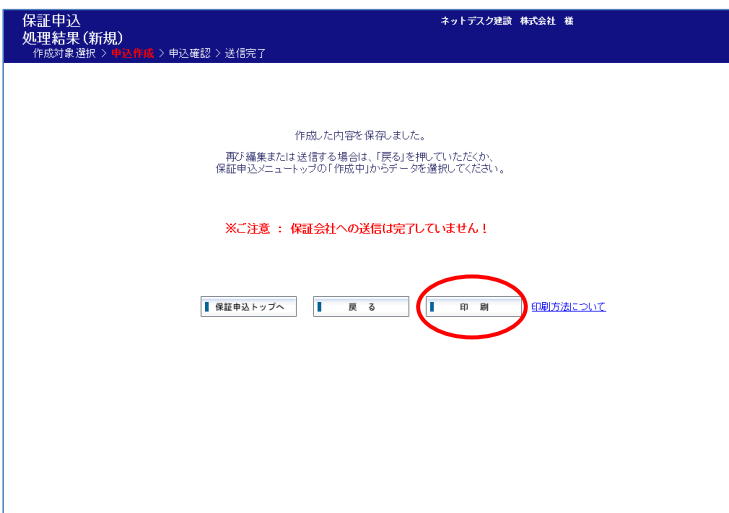 保証申込
ネットデスク建設 株式会社 様
処理結果(新規)
作成対象選択 > 申込作成 > 申込確認 > 送信完了
作成した内容を保存しました。
再び編集または送信する場合は、「戻る」を押していただくか、
保証申込メニュートップの「作成中」からデータを選択してください。
※ご注意 : 保証会社への送信は完了していません!
保証申込トップへ 戻 る 印 刷 印刷方法について